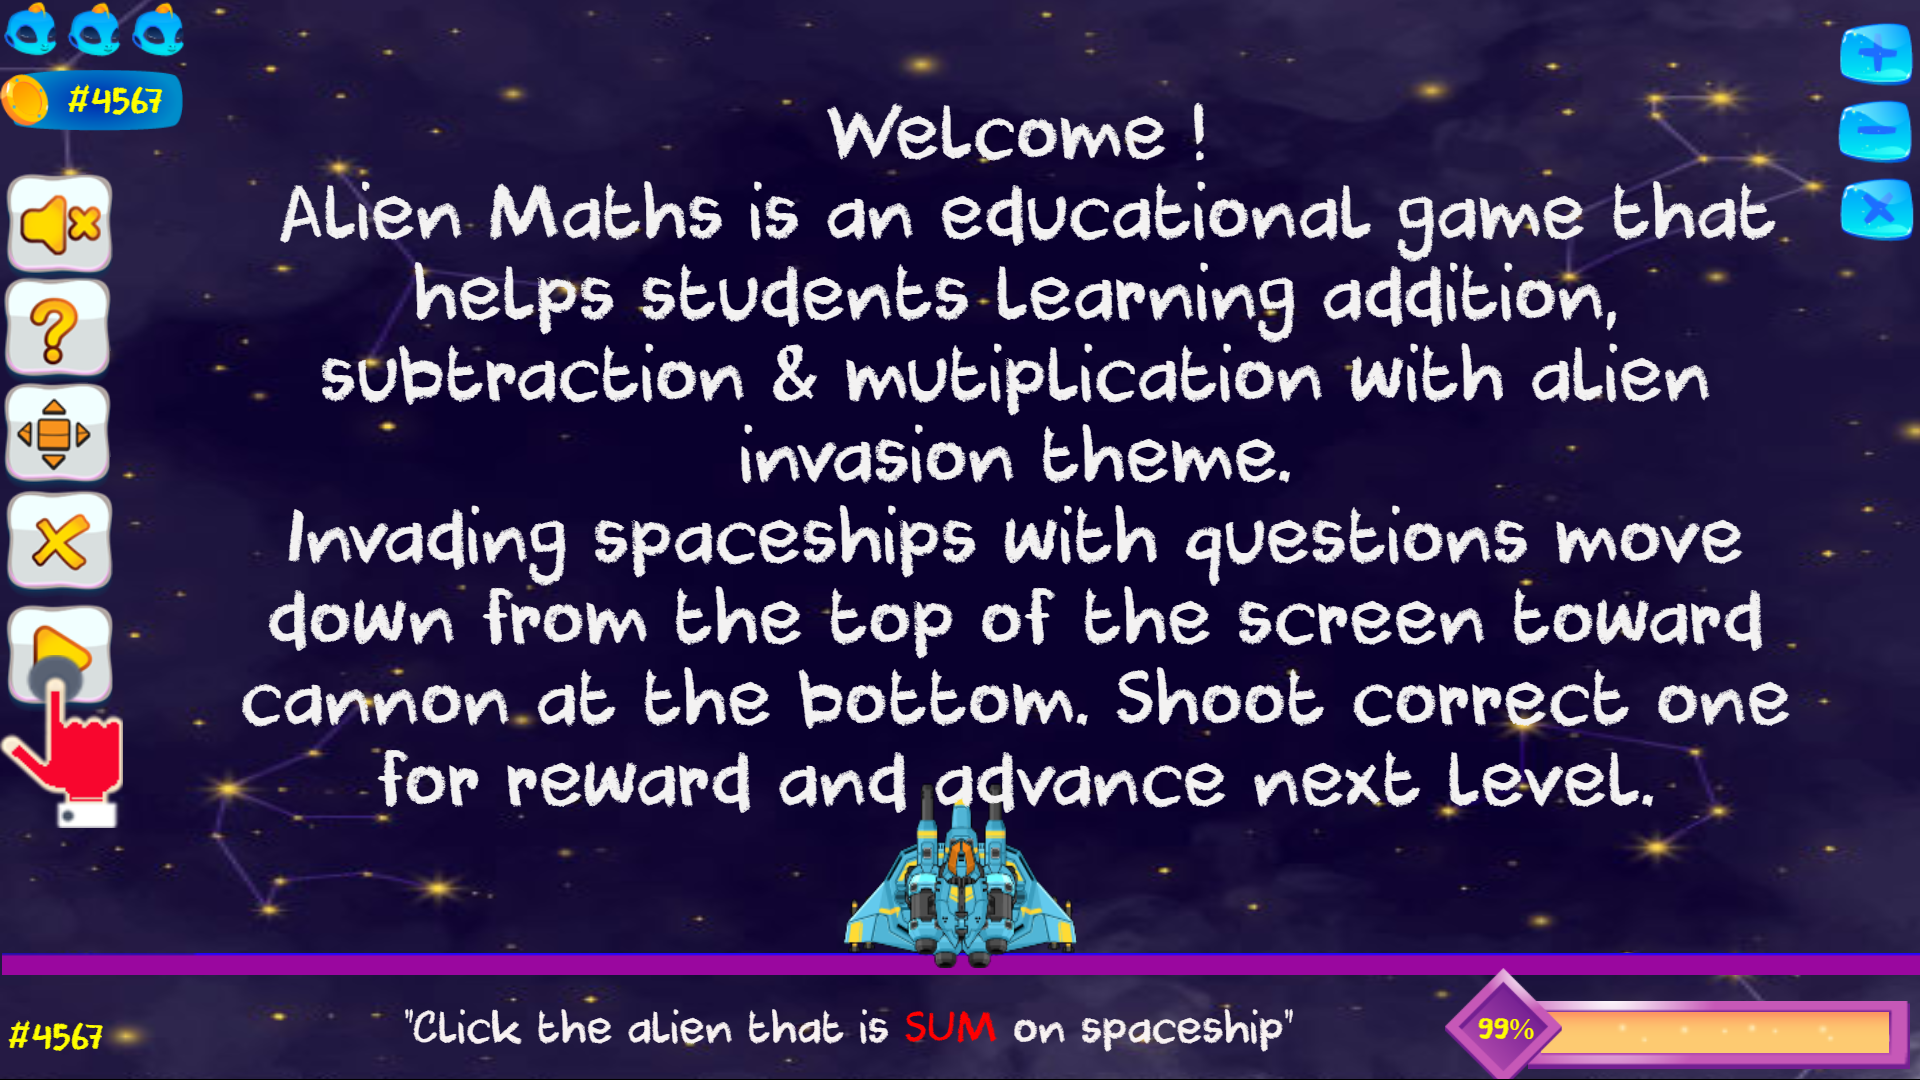 #4567
Welcome !
Alien Maths is an educational game that
helps students learning addition,
subtraction & mutiplication with alien
invasion theme.
Invading spaceships with questions move
down from the top of the screen toward
cannon at the bottom. Shoot correct one
for reward and advance next level.
#4567
"Click the alien that is SUM on spaceship"
99%